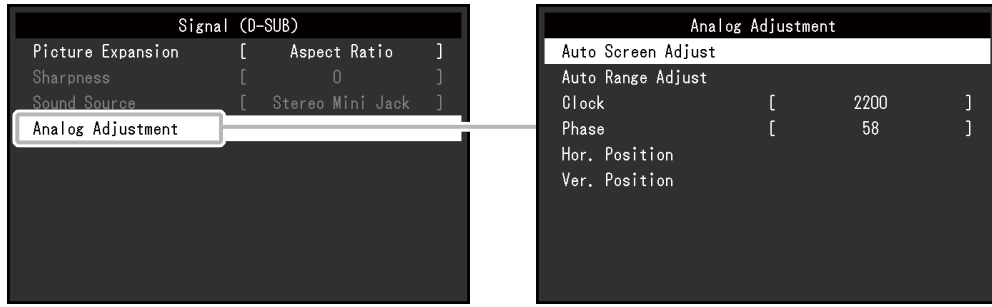 Signal (D-SUB)
Picture Expansion [ Aspect Ratio ]
Sharpness [ 0 ]
Sound Source [ Stereo Mini Jack ]
Analog Adjustment
Analog Adjustment
Auto Screen Adjust
Auto Range Adjust
Clock [ 2200 ]
Phase [ 58 ]
Hor. Position
Ver. Position